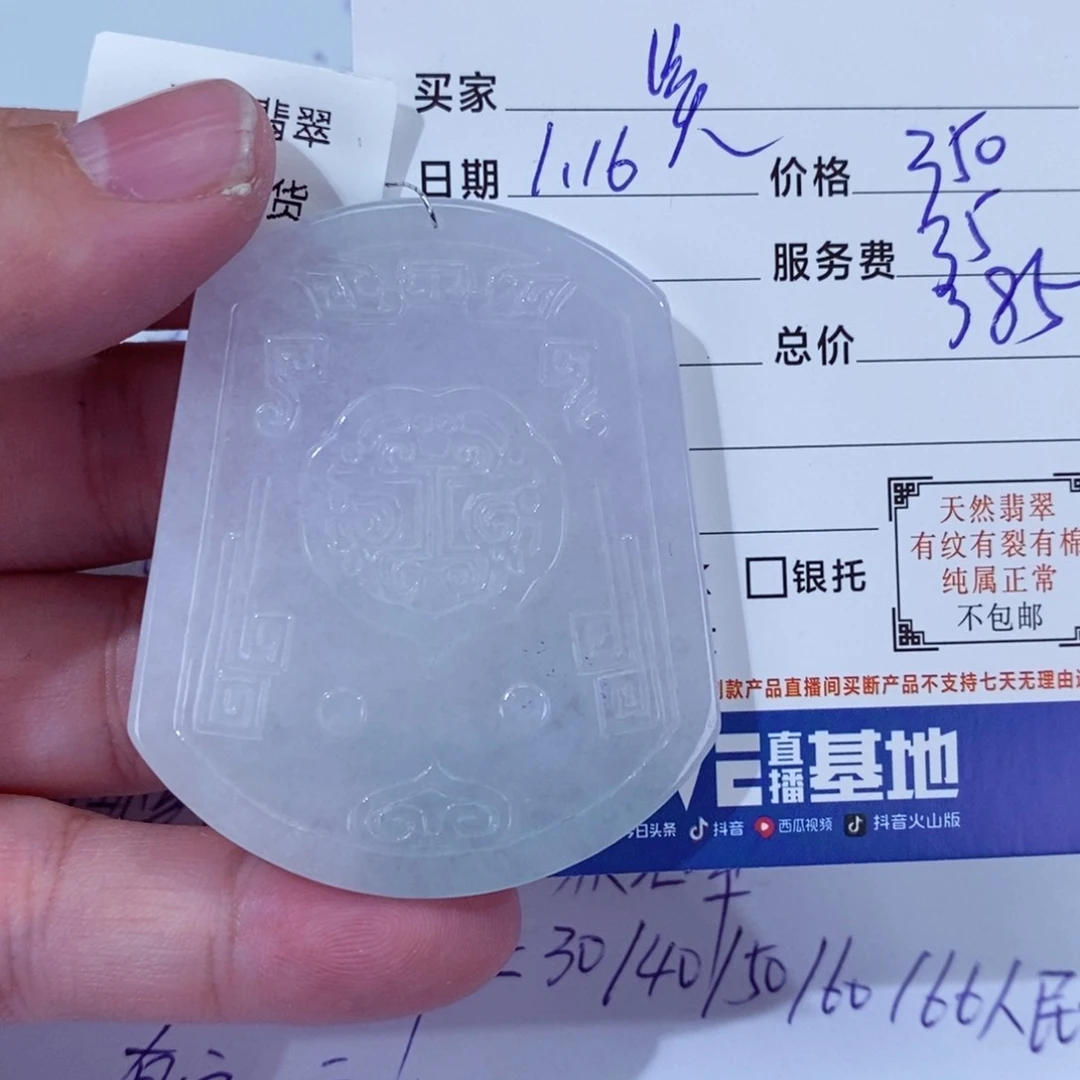 翡翠
货
买家
日期 1.16
价格 350
服务费 35
总价 385
银托
天然翡翠
有纹有裂有棉
纯属正常
不包邮
款产品直播间买断产品不支持七天无理由
直播基地
日头条 抖音 西瓜视频 抖音火山版
=30/40/50/60/66人民